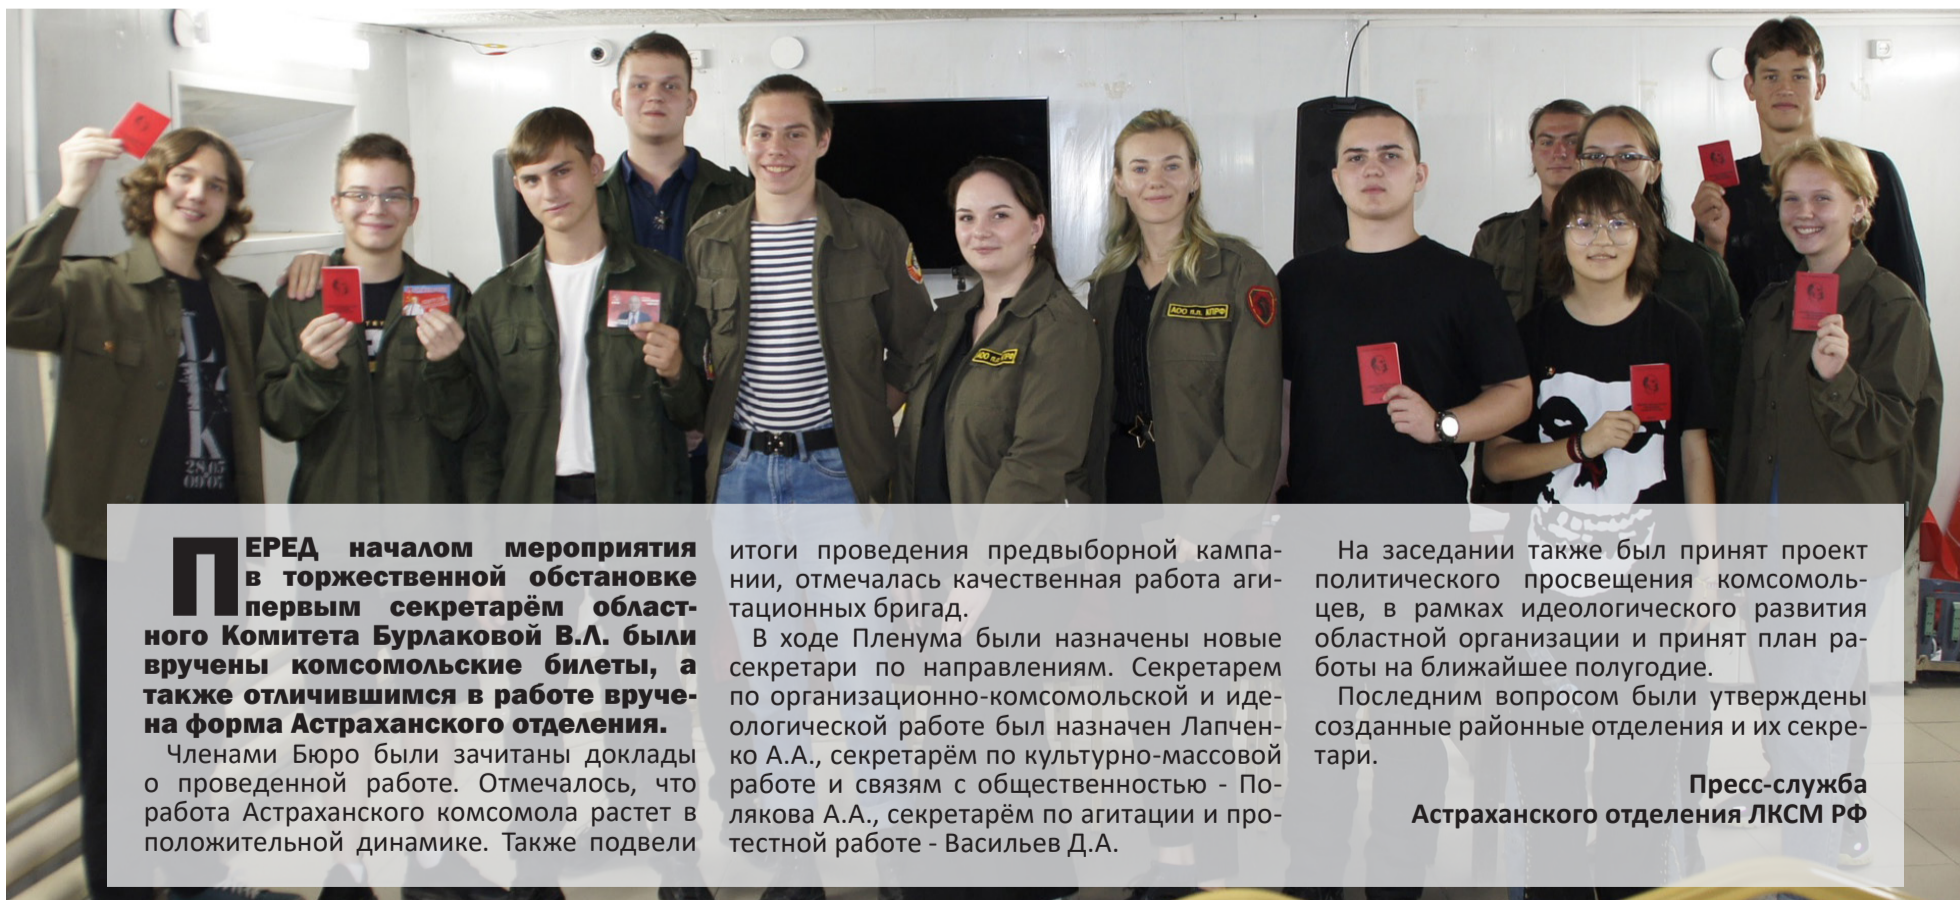 ПЕРЕД началом мероприятия
в торжественной обстановке
первым секретарём област-
ного Комитета Бурлаковой В.Л. были
вручены комсомольские билеты, а
также отличившимся в работе вруче-
на форма Астраханского отделения.
Членами Бюро были зачитаны доклады
о проведенной работе. Отмечалось, что
работа Астраханского комсомола растет в
положительной динамике. Также подвели
итоги проведения предвыборной кампа-
нии, отмечалась качественная работа аги-
тационных бригад.
В ходе Пленума были назначены новые
секретари по направлениям. Секретарем
по организационно-комсомольской и иде-
ологической работе был назначен Лапчен-
ко А.А., секретарём по культурно-массовой
работе и связям с общественностью - По-
лякова А.А., секретарём по агитации и про-
тестной работе - Васильев Д.А.
На заседании также был принят проект
политического просвещения комсомоль-
цев, в рамках идеологического развития
областной организации и принят план ра-
боты на ближайшее полугодие.
Последним вопросом были утверждены
созданные районные отделения и их секре-
тари.
Пресс-служба
Астраханского отделения ЛКСМ РФ
АОО п.п. КПРФ
АОО п.п. КПРФ
28.05